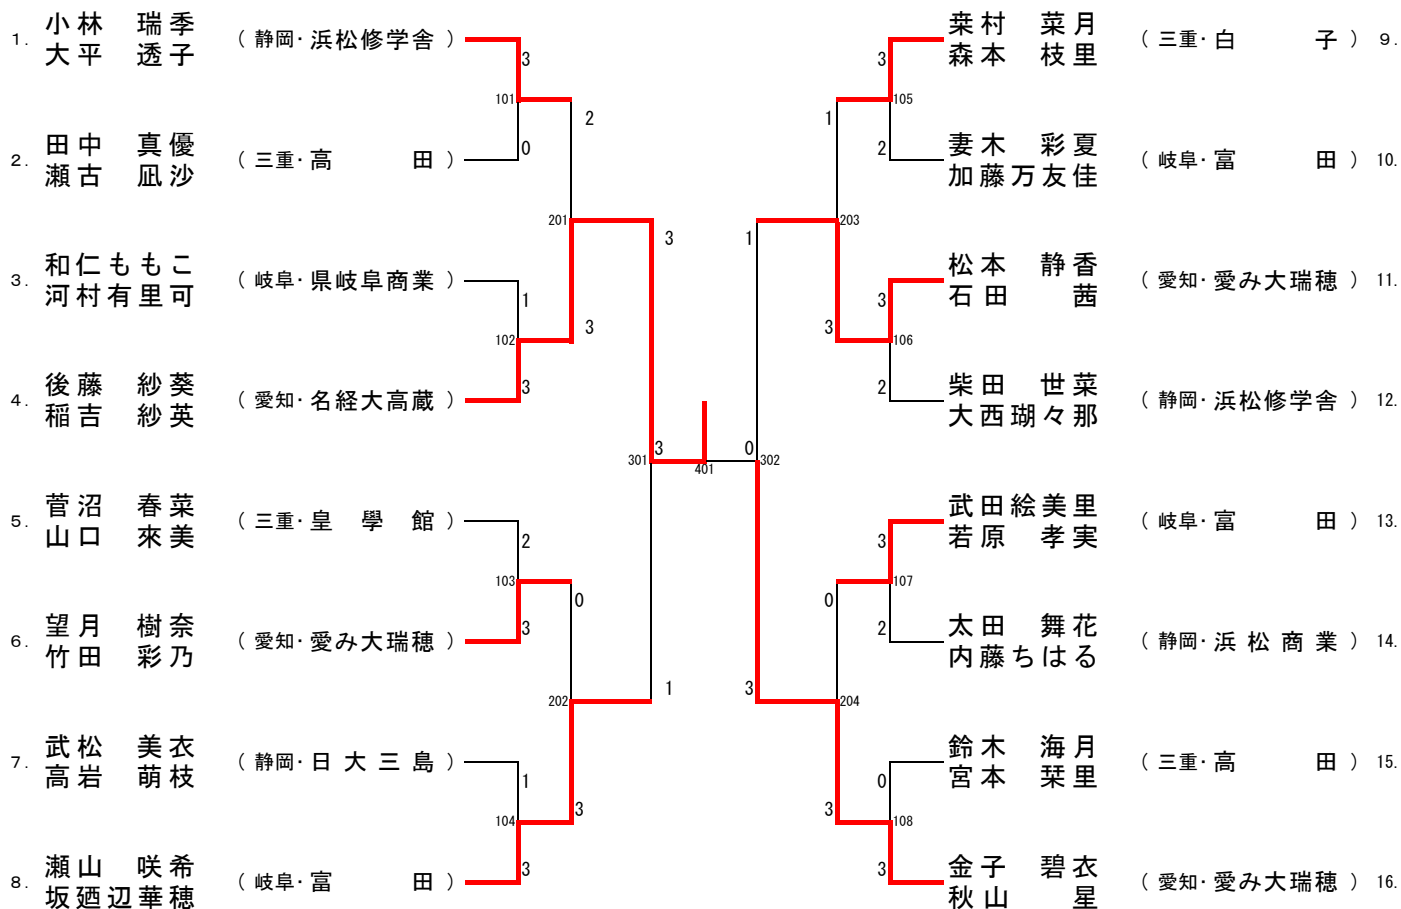 1. 小林 瑞季 大平 透子 (静岡・浜松修学舎)
2. 田中 真優 瀬古 凪沙 (三重・高田)
3. 和仁ももこ 河村有里可 (岐阜・県岐阜商業)
4. 後藤 紗葵 稲吉 紗英 (愛知・名経大高蔵)
5. 菅沼 春菜 山口 來美 (三重・皇學館)
6. 望月 樹奈 竹田 彩乃 (愛知・愛み大瑞穂)
7. 武松 美衣 高岩 萌枝 (静岡・日大三島)
8. 瀬山 咲希 坂廼辺華穂 (岐阜・富田)
3
101
0
2
201
1
102
3
3
3
2
103
3
0
202
1
104
3
3
1
301
3
401
0
302
1
3
1
203
3
3
105
2
3
106
2
0
204
3
3
107
2
0
108
3
桒村 菜月 森本 枝里 (三重・白子) 9.
妻木 彩夏 加藤万友佳 (岐阜・富田) 10.
松本 静香 石田 茜 (愛知・愛み大瑞穂) 11.
柴田 世菜 大西瑚々那 (静岡・浜松修学舎) 12.
武田絵美里 若原 孝実 (岐阜・富田) 13.
太田 舞花 内藤ちはる (静岡・浜松商業) 14.
鈴木 海月 宮本 栞里 (三重・高田) 15.
金子 碧衣 秋山 星 (愛知・愛み大瑞穂) 16.